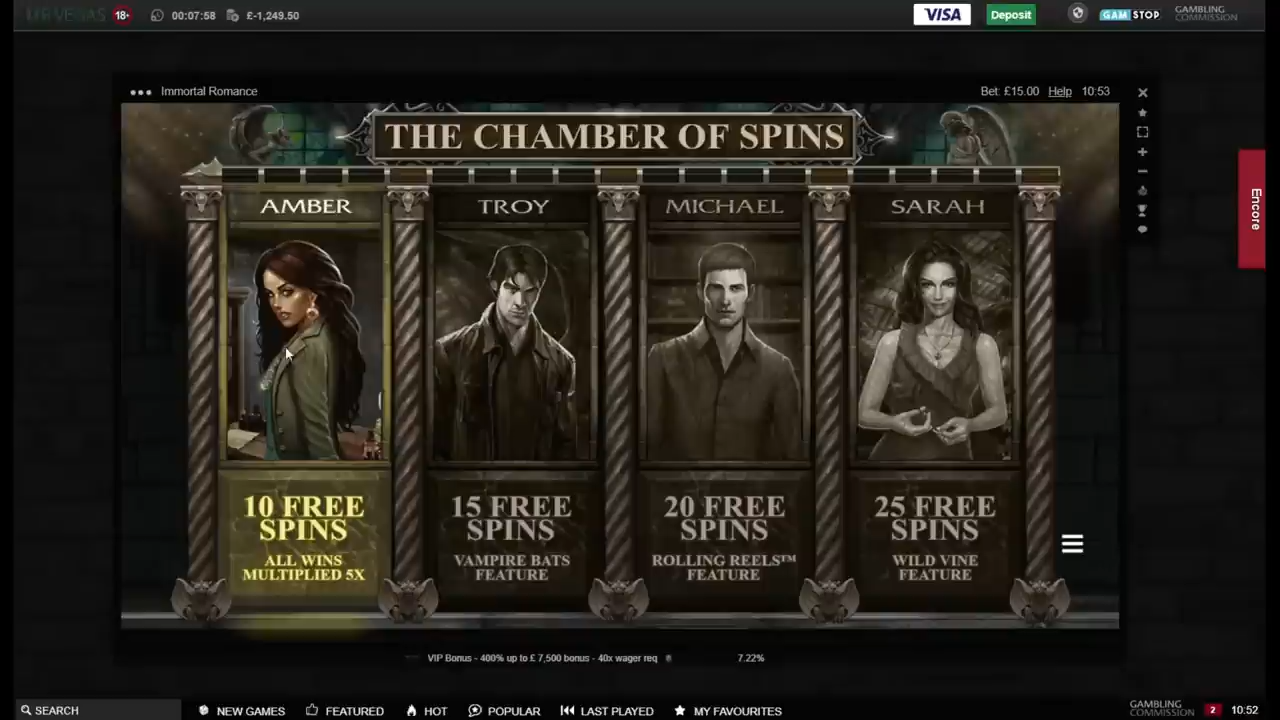 MR VEGAS 18+ 00:07:58 £-1,249.50 VISA Deposit GAMSTOP GAMBLING COMMISSION
Immortal Romance Bet: £15.00 Help 10:53
THE CHAMBER OF SPINS
AMBER TROY MICHAEL SARAH
Encore
10 FREE SPINS
ALL WINS
MULTIPLIED 5X
15 FREE SPINS
VAMPIRE BATS
FEATURE
20 FREE SPINS
ROLLING REELS™
FEATURE
25 FREE SPINS
WILD VINE
FEATURE
VIP Bonus - 400% up to £ 7,500 bonus - 40x wager req 7.22%
SEARCH NEW GAMES FEATURED HOT POPULAR LAST PLAYED MY FAVOURITES GAMBLING COMMISSION 2 10:52